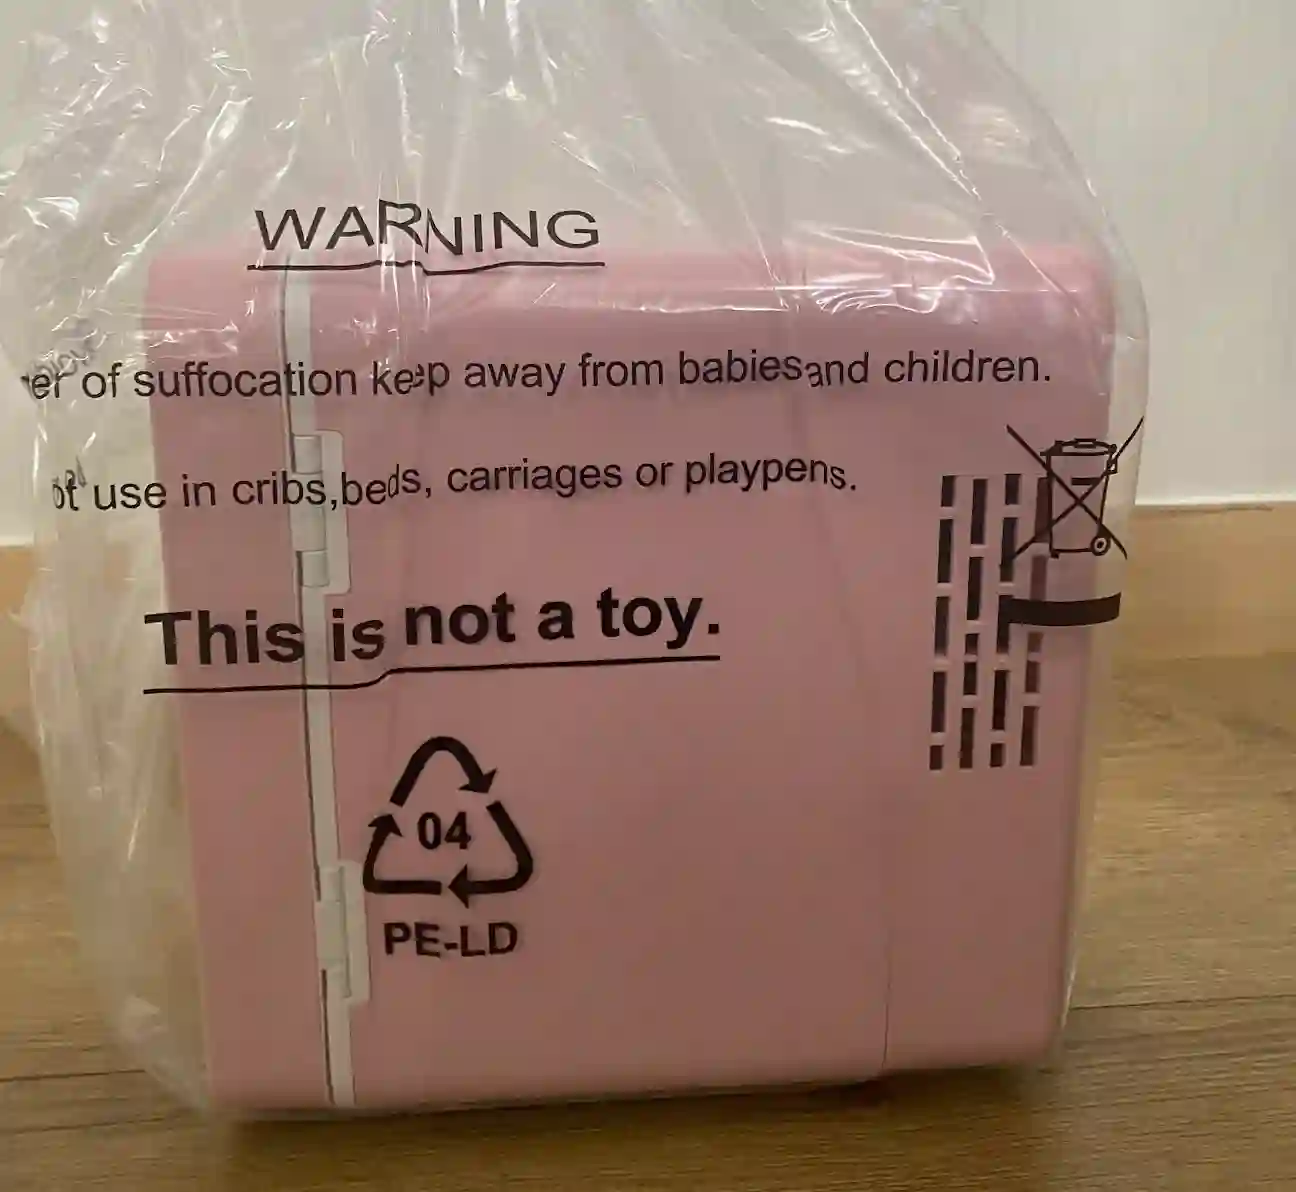 WARNING
of suffocation keep away from babies and children.
use in cribs, beds, carriages or playpens.
This is not a toy.
04
PE-LD